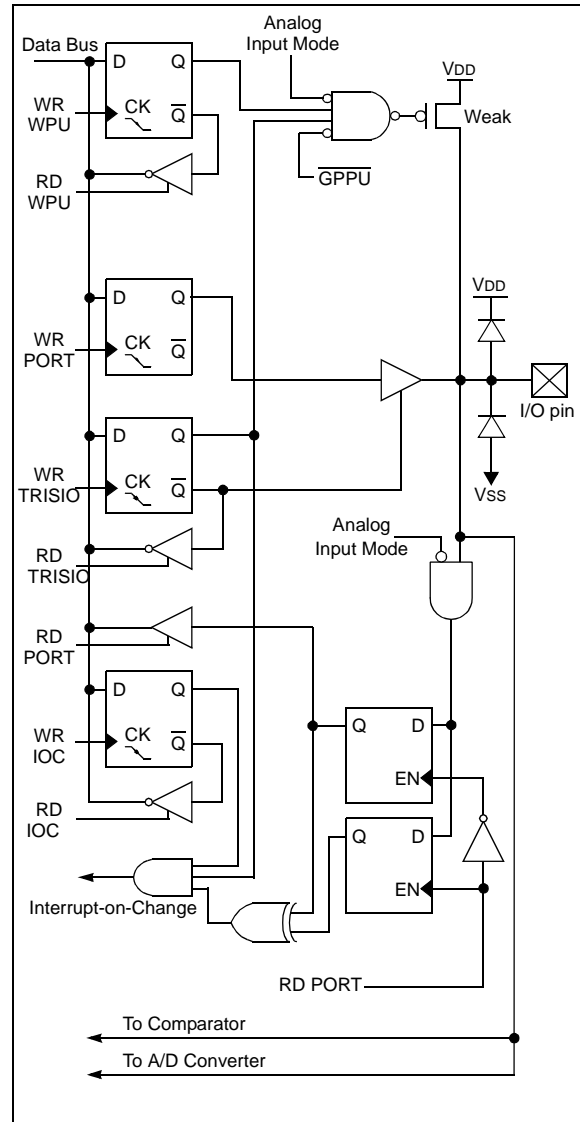 Analog
Input Mode
Data Bus
D Q
VDD
WR
WPU
CK
Q
Weak
RD
WPU
GPPU
D Q
VDD
WR
PORT
CK
Q
I/O pin
D Q
WR
TRISIO
CK
Q
VSS
Analog
Input Mode
RD
TRISIO
RD
PORT
D Q
Q D
WR
IOC
CK
Q
EN
RD
IOC
Q D
EN
Interrupt-on-Change
RD PORT
To Comparator
To A/D Converter